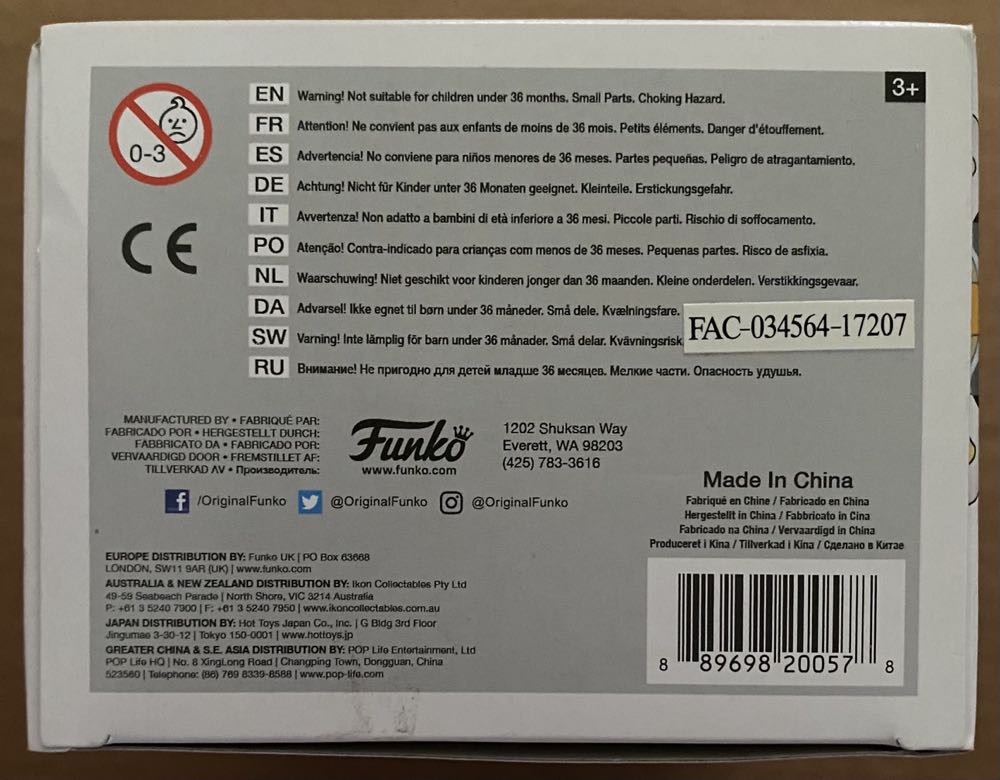 3+
0-3
CE
EN Warning! Not suitable for children under 36 months. Small Parts. Choking Hazard.
FR Attention! Ne convient pas aux enfants de moins de 36 mois. Petits éléments. Danger d'étouffement.
ES Advertencia! No conviene para niños menores de 36 meses. Partes pequeñas. Peligro de atragantamiento.
DE Achtung! Nicht für Kinder unter 36 Monaten geeignet. Kleinteile. Erstickungsgefahr.
IT Avvertenza! Non adatto a bambini di età inferiore a 36 mesi. Piccole parti. Rischio di soffocamento.
PO Atenção! Contra-indicado para crianças com menos de 36 meses. Pequenas partes. Risco de asfixia.
NL Waarschuwing! Niet geschikt voor kinderen jonger dan 36 maanden. Kleine onderdelen. Verstikkingsgevaar.
DA Advarsel! Ikke egnet til børn under 36 måneder. Små dele. Kvælningsfare.
SW Varning! Inte lämplig för barn under 36 månader. Små delar. Kvävningsrisk
FAC-034564-17207
RU Внимание! Не пригодно для детей младше 36 месяцев. Мелкие части. Опасность удушья.
MANUFACTURED BY • FABRIQUÉ PAR:
FABRICADO POR • HERGESTELLT DURCH:
FABBRICATO DA • FABRICADO POR:
VERVAARDIGD DOOR • FREMSTILLET AF:
TILLVERKAD AV • Производитель:
Funko
www.funko.com
1202 Shuksan Way
Everett, WA 98203
(425) 783-3616
/OriginalFunko @OriginalFunko @OriginalFunko
Made In China
Fabriqué en Chine / Fabricado en China
Hergestellt in China / Fabbricato in Cina
Fabricado na China / Vervaardigd in China
Produceret i Kina / Tillverkad i Kina / Сделано в Китае
EUROPE DISTRIBUTION BY: Funko UK | PO Box 63668
LONDON, SW11 9AR (UK) | www.funko.com
AUSTRALIA & NEW ZEALAND DISTRIBUTION BY: Ikon Collectables Pty Ltd
49-59 Seabeach Parade | North Shore, VIC 3214 Australia
P: +61 3 5240 7900 | F: +61 3 5240 7950 | www.ikoncollectables.com.au
JAPAN DISTRIBUTION BY: Hot Toys Japan Co., Inc. | G Bldg 3rd Floor
Jingumae 3-30-12 | Tokyo 150-0001 | www.hottoys.jp
GREATER CHINA & S.E. ASIA DISTRIBUTION BY: POP Life Entertainment, Ltd
POP Life HQ | No. 8 XingLong Road | Changping Town, Dongguan, China
523560 | Telephone: (86) 769 8339-8588 | www.pop-life.com
8 89698 20057 8